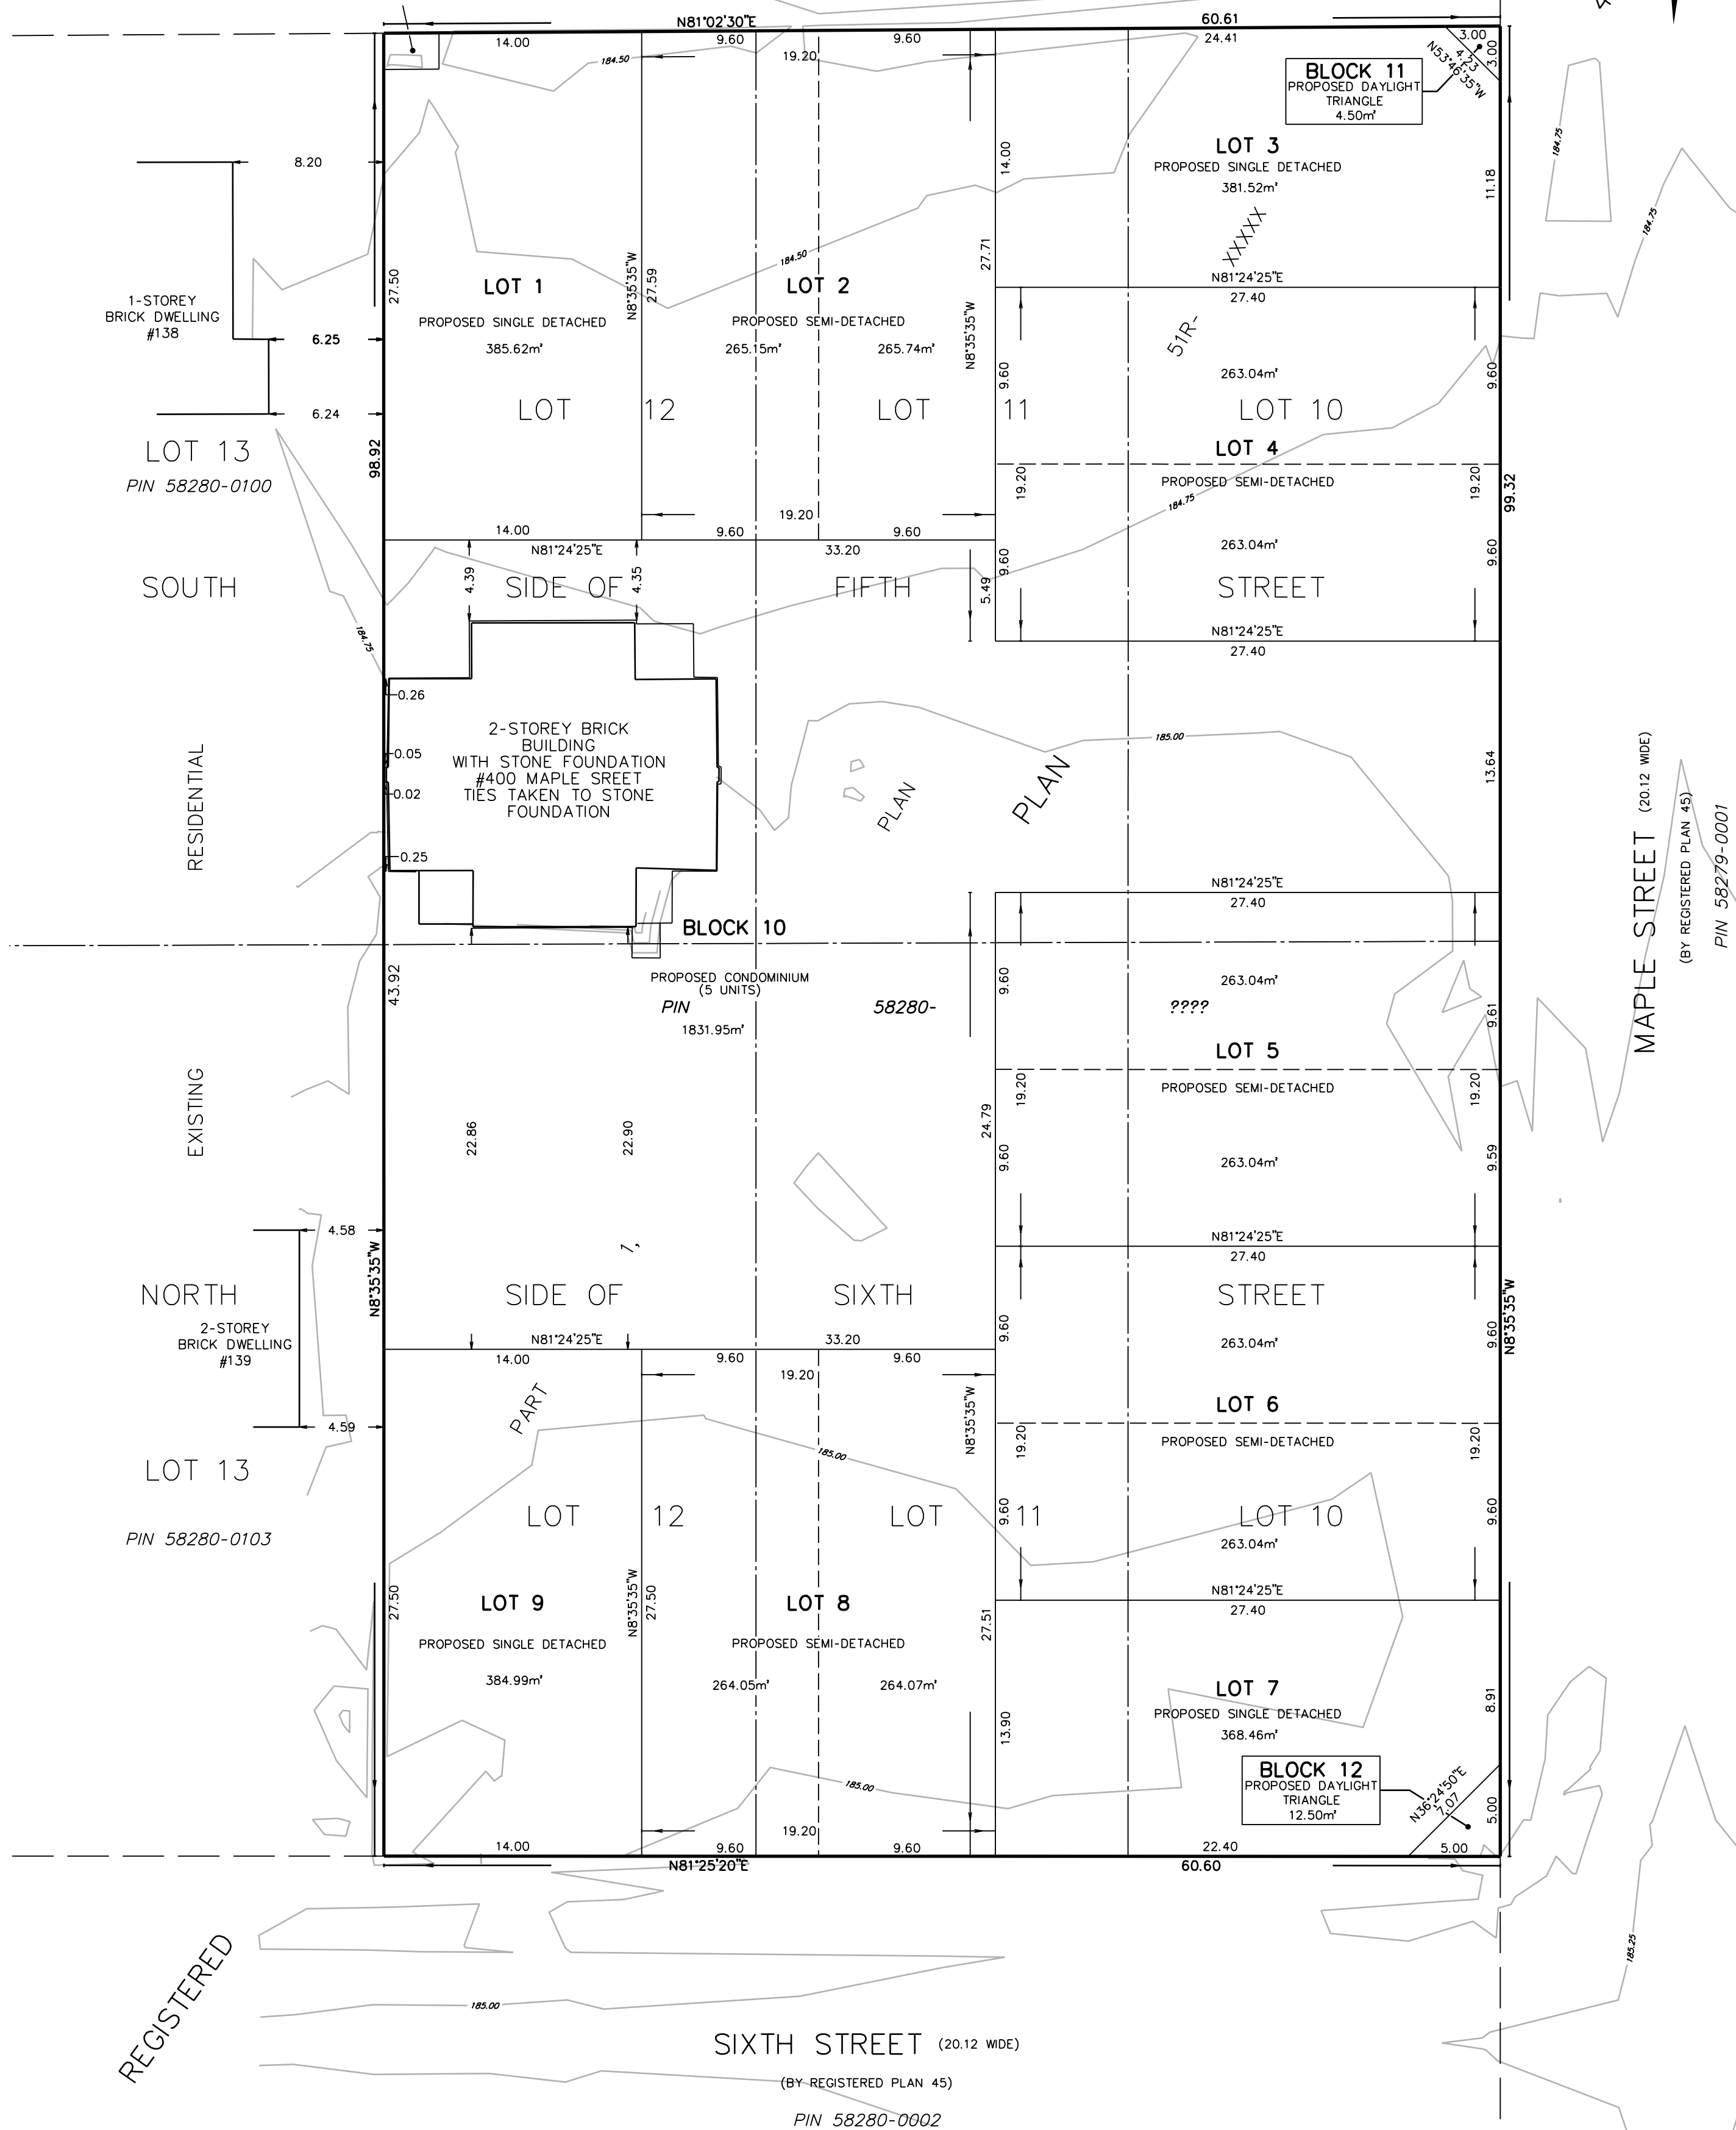 N81°02'30"E
60.61
14.00
9.60
9.60
24.41
3.00
3.00
4.23
N53°46'35"W
19.20
184.50
BLOCK 11
PROPOSED DAYLIGHT
TRIANGLE
4.50m²
8.20
14.00
LOT 3
PROPOSED SINGLE DETACHED
381.52m²
11.18
184.75
184.75
XXXXX
27.71
184.50
N81°24'25"E
27.40
1-STOREY
BRICK DWELLING
#138
27.50
LOT 1
PROPOSED SINGLE DETACHED
385.62m²
N8°35'35"W
27.59
LOT 2
PROPOSED SEMI-DETACHED
265.15m²
265.74m²
N8°35'35"W
51R-
6.25
6.24
9.60
263.04m²
9.60
LOT 12
LOT 11
LOT 10
LOT 13
PIN 58280-0100
98.92
LOT 4
PROPOSED SEMI-DETACHED
19.20
19.20
99.32
184.75
14.00
9.60
19.20
9.60
N81°24'25"E
33.20
9.60
263.04m²
9.60
4.39
4.35
5.49
SOUTH SIDE OF FIFTH STREET
184.75
N81°24'25"E
27.40
0.26
0.05
0.02
0.25
2-STOREY BRICK
BUILDING
WITH STONE FOUNDATION
#400 MAPLE SREET
TIES TAKEN TO STONE
FOUNDATION
185.00
13.64
PLAN
PLAN
RESIDENTIAL
MAPLE STREET (20.12 WIDE)
(BY REGISTERED PLAN 45)
PIN 58279-0001
N81°24'25"E
27.40
BLOCK 10
PROPOSED CONDOMINIUM
(5 UNITS)
PIN 58280- ????
1831.95m²
43.92
9.60
263.04m²
9.61
LOT 5
PROPOSED SEMI-DETACHED
19.20
19.20
24.79
EXISTING
22.86
22.90
9.60
263.04m²
9.59
N81°24'25"E
27.40
4.58
1,
N8°35'35"W
NORTH SIDE OF SIXTH STREET
N8°35'35"W
2-STOREY
BRICK DWELLING
#139
N81°24'25"E
33.20
14.00
9.60
9.60
19.20
9.60
263.04m²
9.60
PART
N8°35'35"W
LOT 6
PROPOSED SEMI-DETACHED
19.20
19.20
4.59
185.00
LOT 13
PIN 58280-0103
LOT 12
LOT 11
LOT 10
9.60
263.04m²
9.60
N81°24'25"E
27.40
27.50
LOT 9
PROPOSED SINGLE DETACHED
384.99m²
N8°35'35"W
27.50
LOT 8
PROPOSED SEMI-DETACHED
264.05m²
264.07m²
27.51
13.90
LOT 7
PROPOSED SINGLE DETACHED
368.46m²
8.91
BLOCK 12
PROPOSED DAYLIGHT
TRIANGLE
12.50m²
N36°24'50"E
7.07
5.00
5.00
185.00
19.20
14.00
9.60
9.60
22.40
N81°25'20"E
60.60
REGISTERED
185.00
185.25
SIXTH STREET (20.12 WIDE)
(BY REGISTERED PLAN 45)
PIN 58280-0002